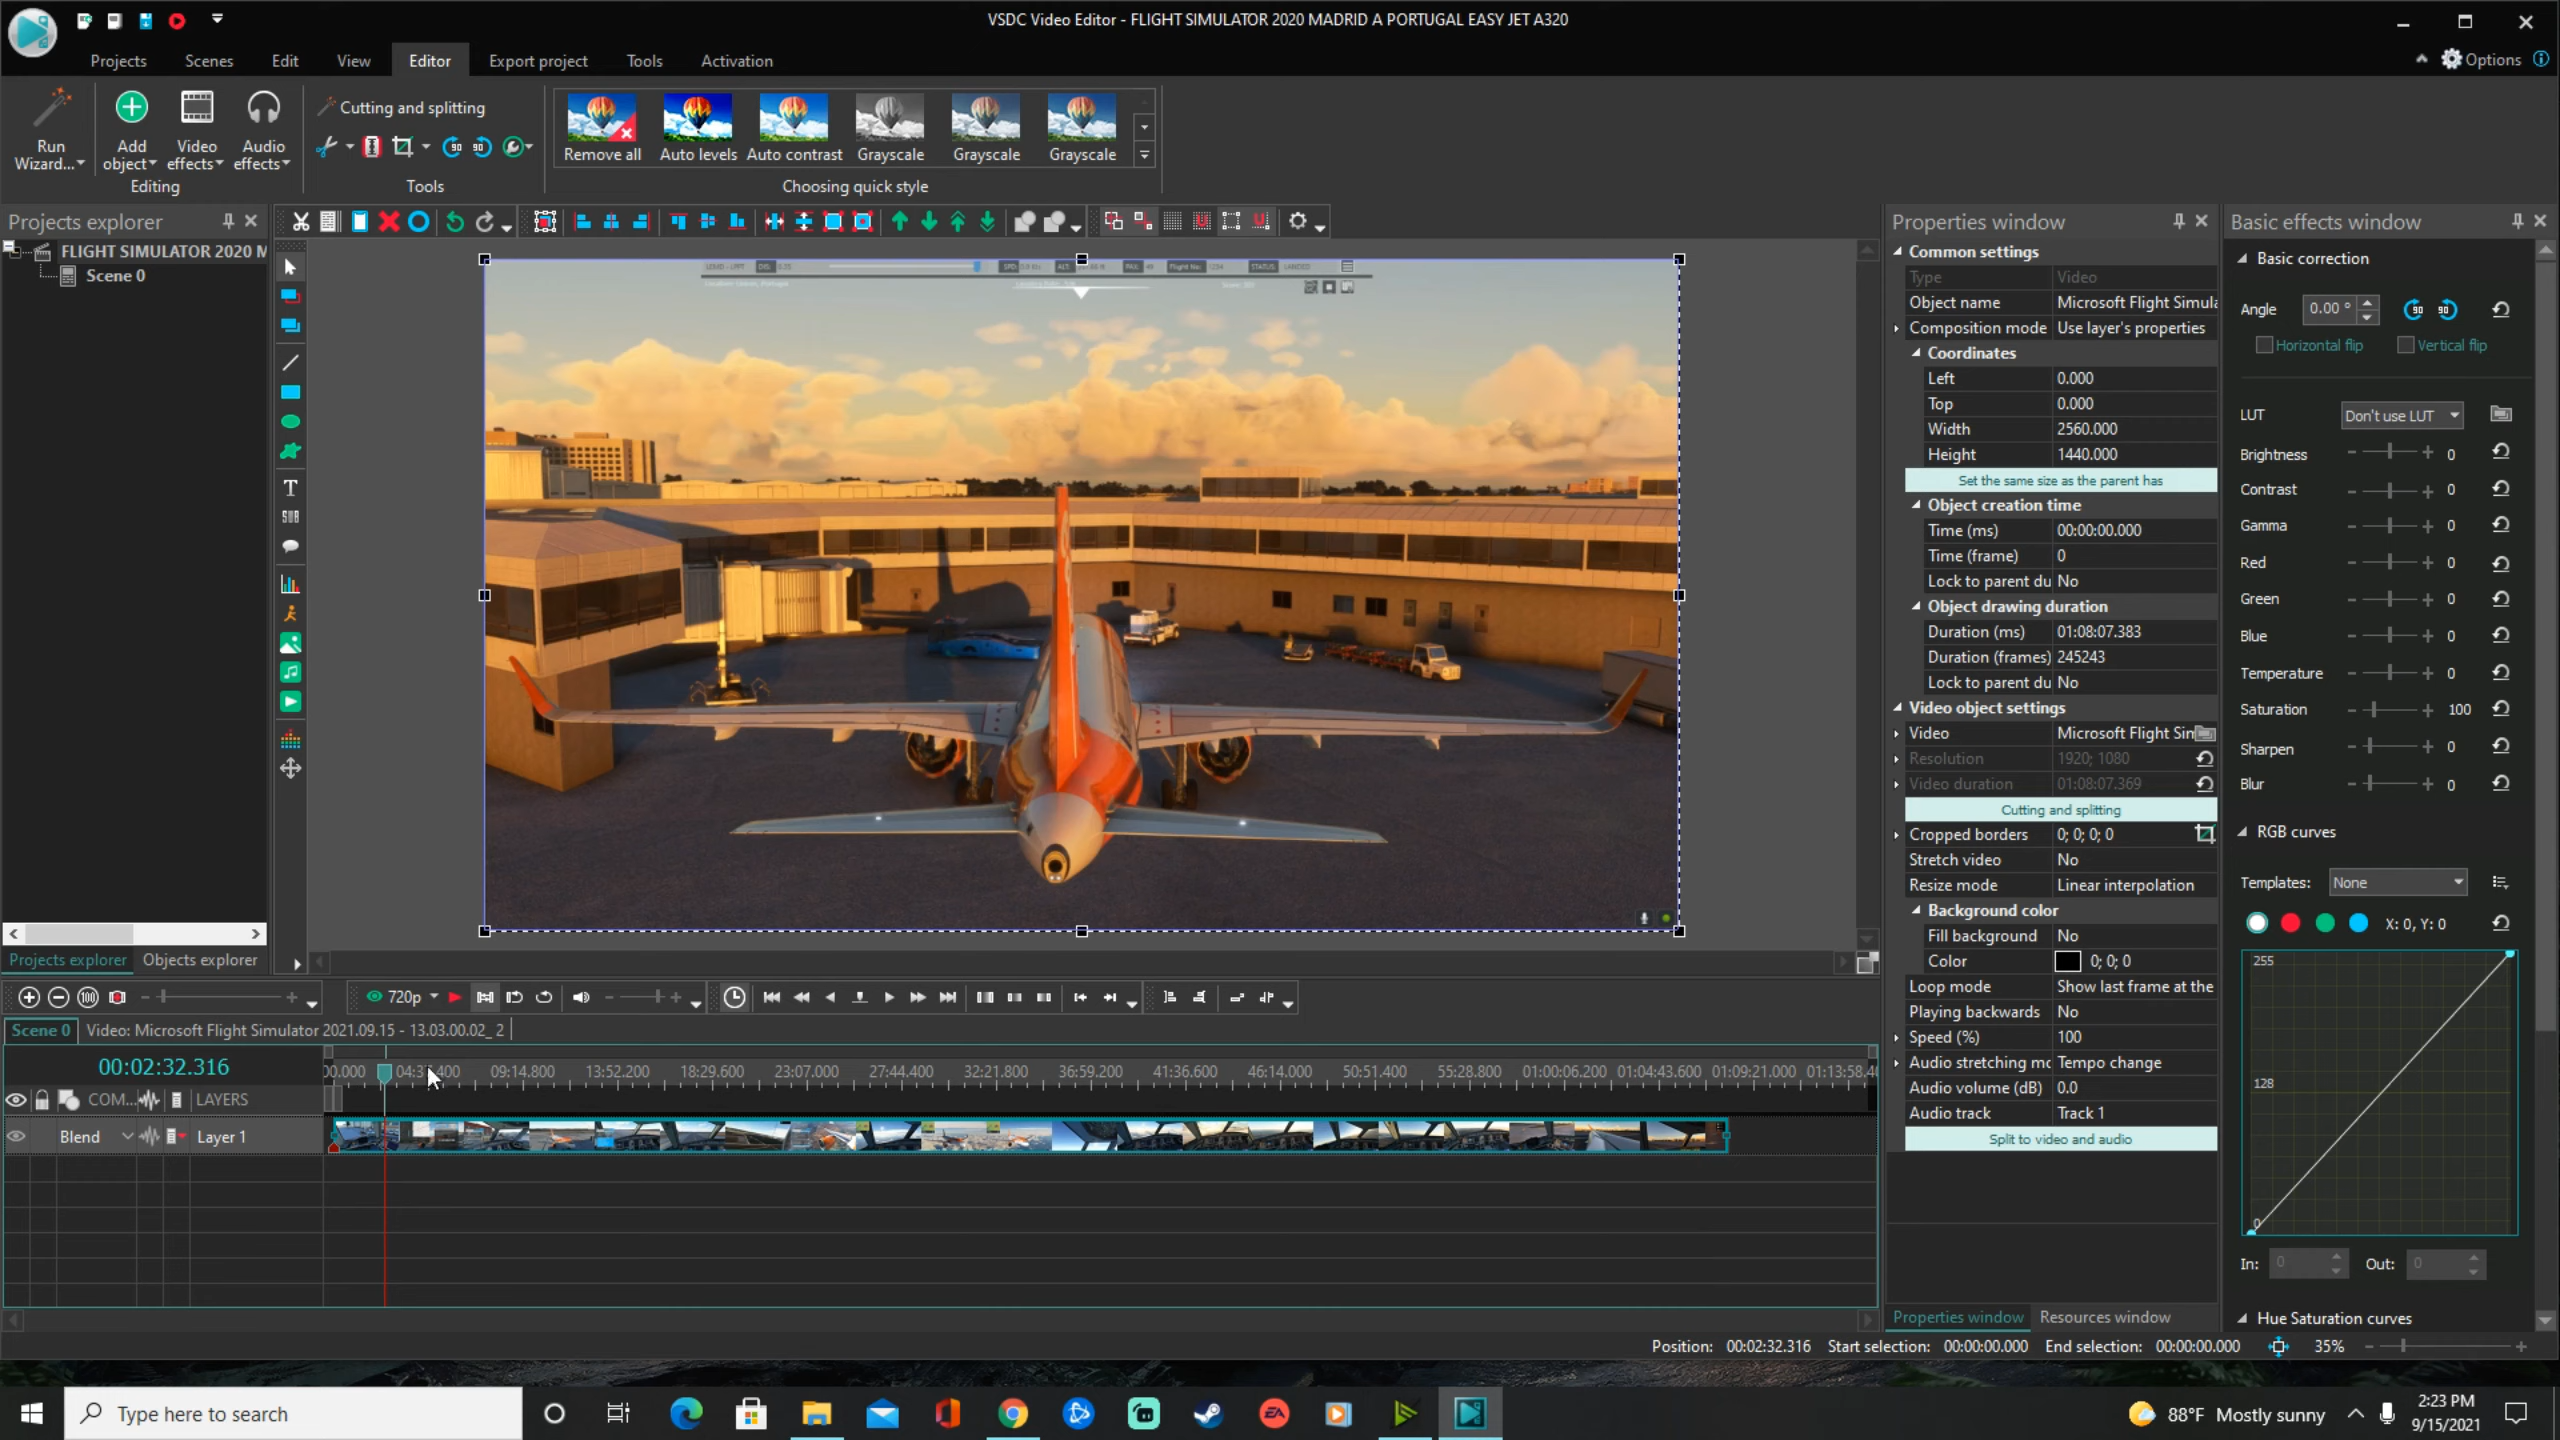 VSDC Video Editor - FLIGHT SIMULATOR 2020 MADRID A PORTUGAL EASY JET A320
Projects Scenes Edit View Editor Export project Tools Activation
Options
Run Wizard...
Add object
Video effects
Audio effects
Editing
Cutting and splitting
Tools
Remove all Auto levels Auto contrast Grayscale Grayscale Grayscale
Choosing quick style
Projects explorer
FLIGHT SIMULATOR 2020 M
Scene 0
Projects explorer Objects explorer
T
SUB
Properties window
Common settings
Type Video
Object name Microsoft Flight Simula
Composition mode Use layer's properties
Coordinates
Left 0.000
Top 0.000
Width 2560.000
Height 1440.000
Set the same size as the parent has
Object creation time
Time (ms) 00:00:00.000
Time (frame) 0
Lock to parent du No
Object drawing duration
Duration (ms) 01:08:07.383
Duration (frames) 245243
Lock to parent du No
Video object settings
Video Microsoft Flight Sim
Resolution 1920; 1080
Video duration 01:08:07.369
Cutting and splitting
Cropped borders 0; 0; 0; 0
Stretch video No
Resize mode Linear interpolation
Background color
Fill background No
Color 0; 0; 0
Loop mode Show last frame at the
Playing backwards No
Speed (%) 100
Audio stretching mo Tempo change
Audio volume (dB) 0.0
Audio track Track 1
Split to video and audio
Properties window Resources window
Basic effects window
Basic correction
Angle 0.00 ° 90 90
Horizontal flip Vertical flip
LUT Don't use LUT
Brightness 0
Contrast 0
Gamma 0
Red 0
Green 0
Blue 0
Temperature 0
Saturation 100
Sharpen 0
Blur 0
RGB curves
Templates: None
X: 0, Y: 0
255
128
0
In: 0 Out: 0
Hue Saturation curves
720p
Scene 0 Video: Microsoft Flight Simulator 2021.09.15 - 13.03.00.02_ 2
00:02:32.316
09:14.800 13:52.200 18:29.600 23:07.000 27:44.400 32:21.800 36:59.200 41:36.600 46:14.000 50:51.400 55:28.800 01:00:06.200 01:04:43.600 01:09:21.000 01:13:58.4
COM... LAYERS
Blend Layer 1
Position: 00:02:32.316 Start selection: 00:00:00.000 End selection: 00:00:00.000 35%
Type here to search
EA
88°F Mostly sunny
2:23 PM
9/15/2021